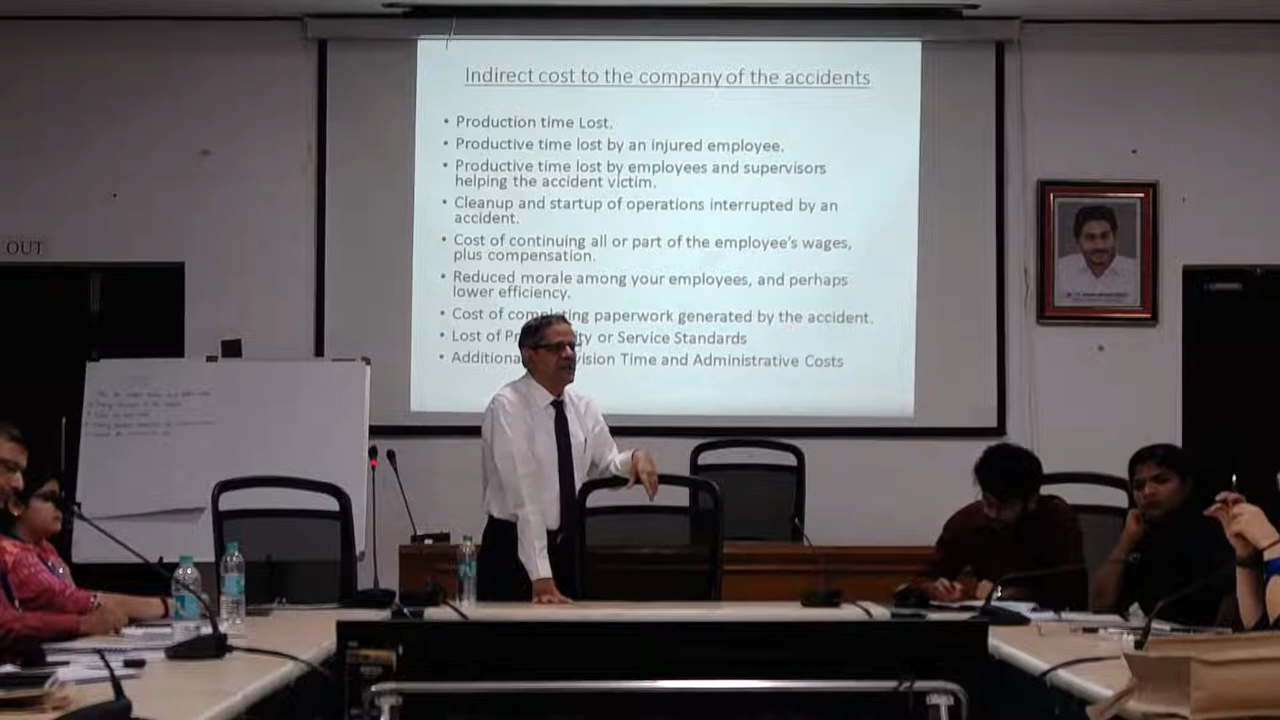 Indirect cost to the company of the accidents
• Production time Lost.
• Productive time lost by an injured employee.
• Productive time lost by employees and supervisors
helping the accident victim.
• Cleanup and startup of operations interrupted by an
accident.
• Cost of continuing all or part of the employee's wages,
plus compensation.
• Reduced morale among your employees, and perhaps
lower efficiency.
• Cost of completing paperwork generated by the accident.
• Lost of Pr ty or Service Standards
• Additiona vision Time and Administrative Costs
OUT